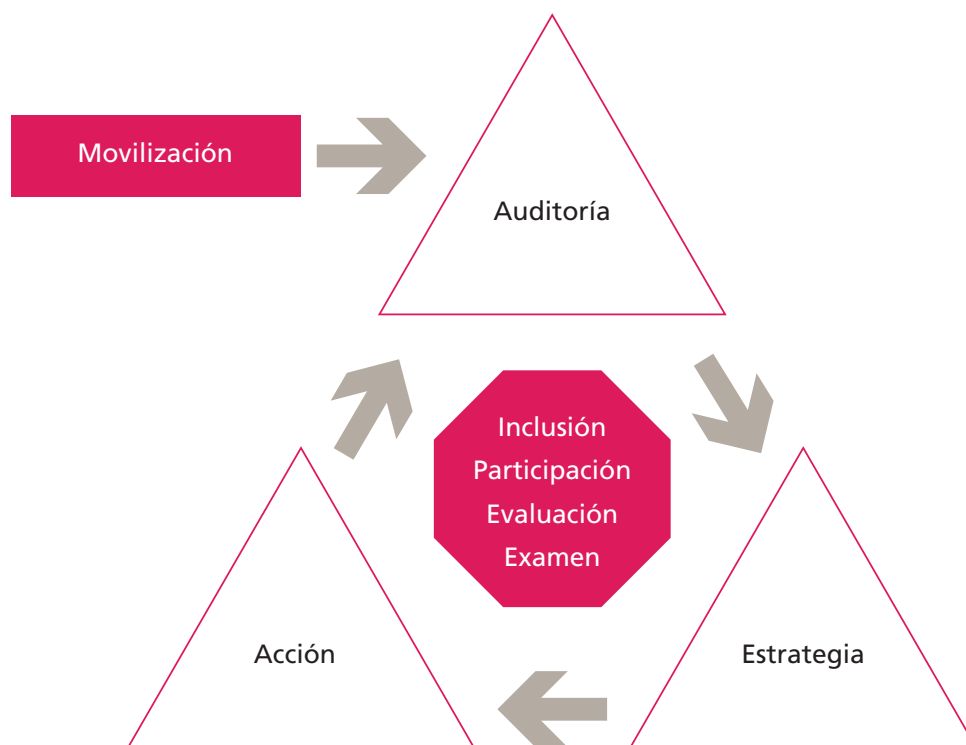 Movilización
Auditoría
Inclusión
Participación
Evaluación
Examen
Acción
Estrategia